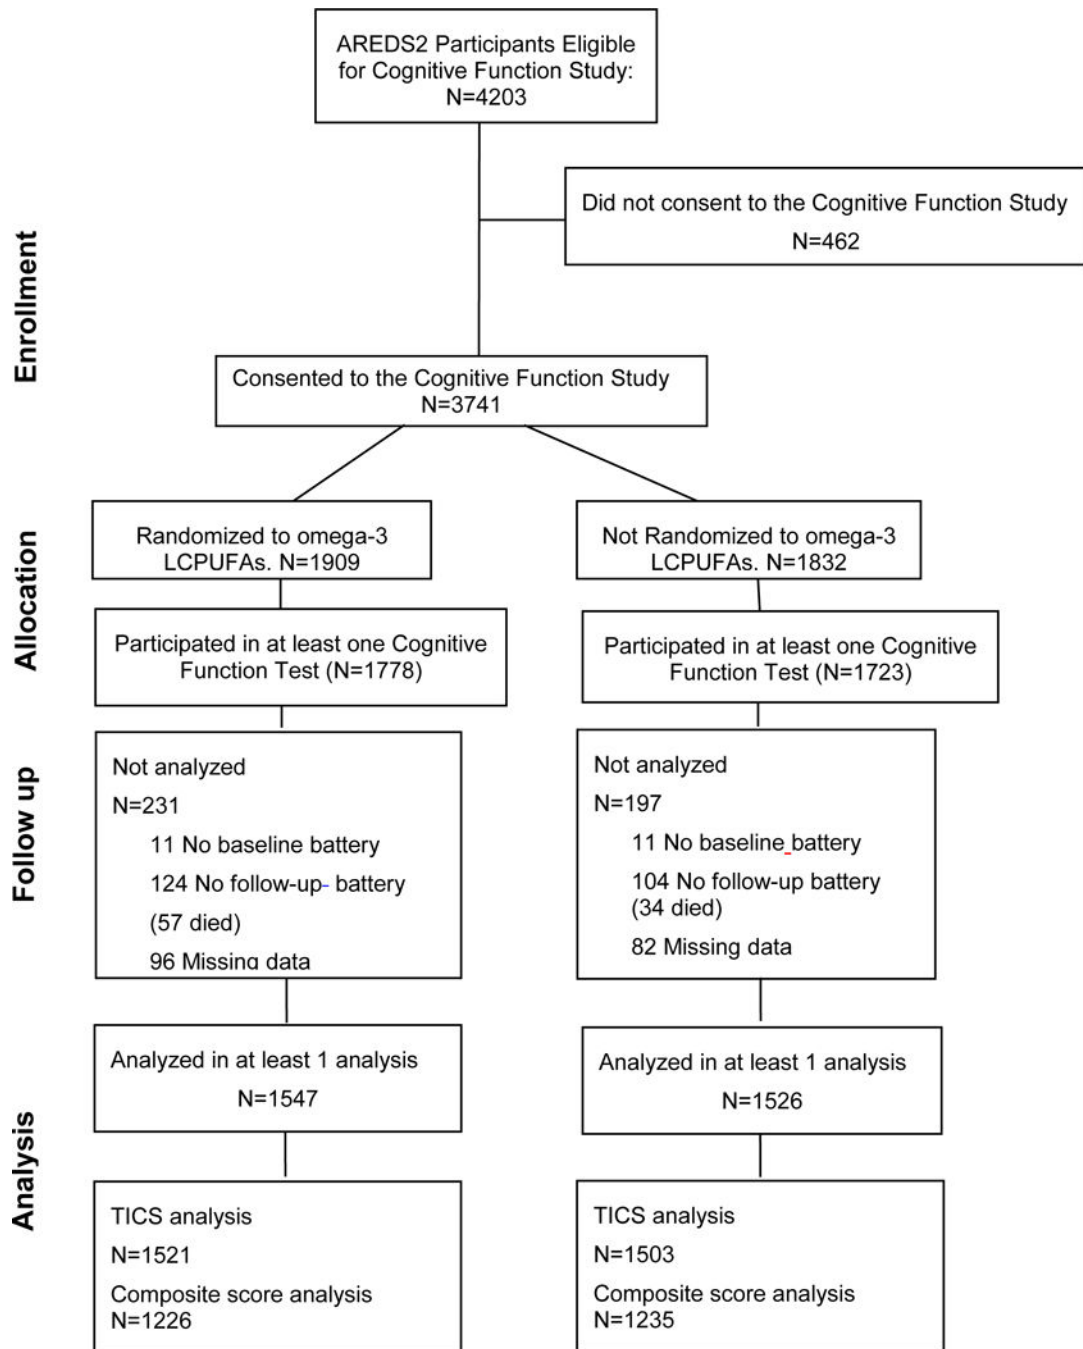 AREDS2 Participants Eligible
for Cognitive Function Study:
N=4203
Did not consent to the Cognitive Function Study
N=462
Enrollment
Consented to the Cognitive Function Study
N=3741
Allocation
Randomized to omega-3
LCPUFAs. N=1909
Not Randomized to omega-3
LCPUFAs. N=1832
Participated in at least one Cognitive
Function Test (N=1778)
Participated in at least one Cognitive
Function Test (N=1723)
Follow up
Not analyzed
N=231
11 No baseline battery
124 No follow-up- battery
(57 died)
96 Missing data
Not analyzed
N=197
11 No baseline battery
104 No follow-up battery
(34 died)
82 Missing data
Analysis
Analyzed in at least 1 analysis
N=1547
Analyzed in at least 1 analysis
N=1526
TICS analysis
N=1521
Composite score analysis
N=1226
TICS analysis
N=1503
Composite score analysis
N=1235